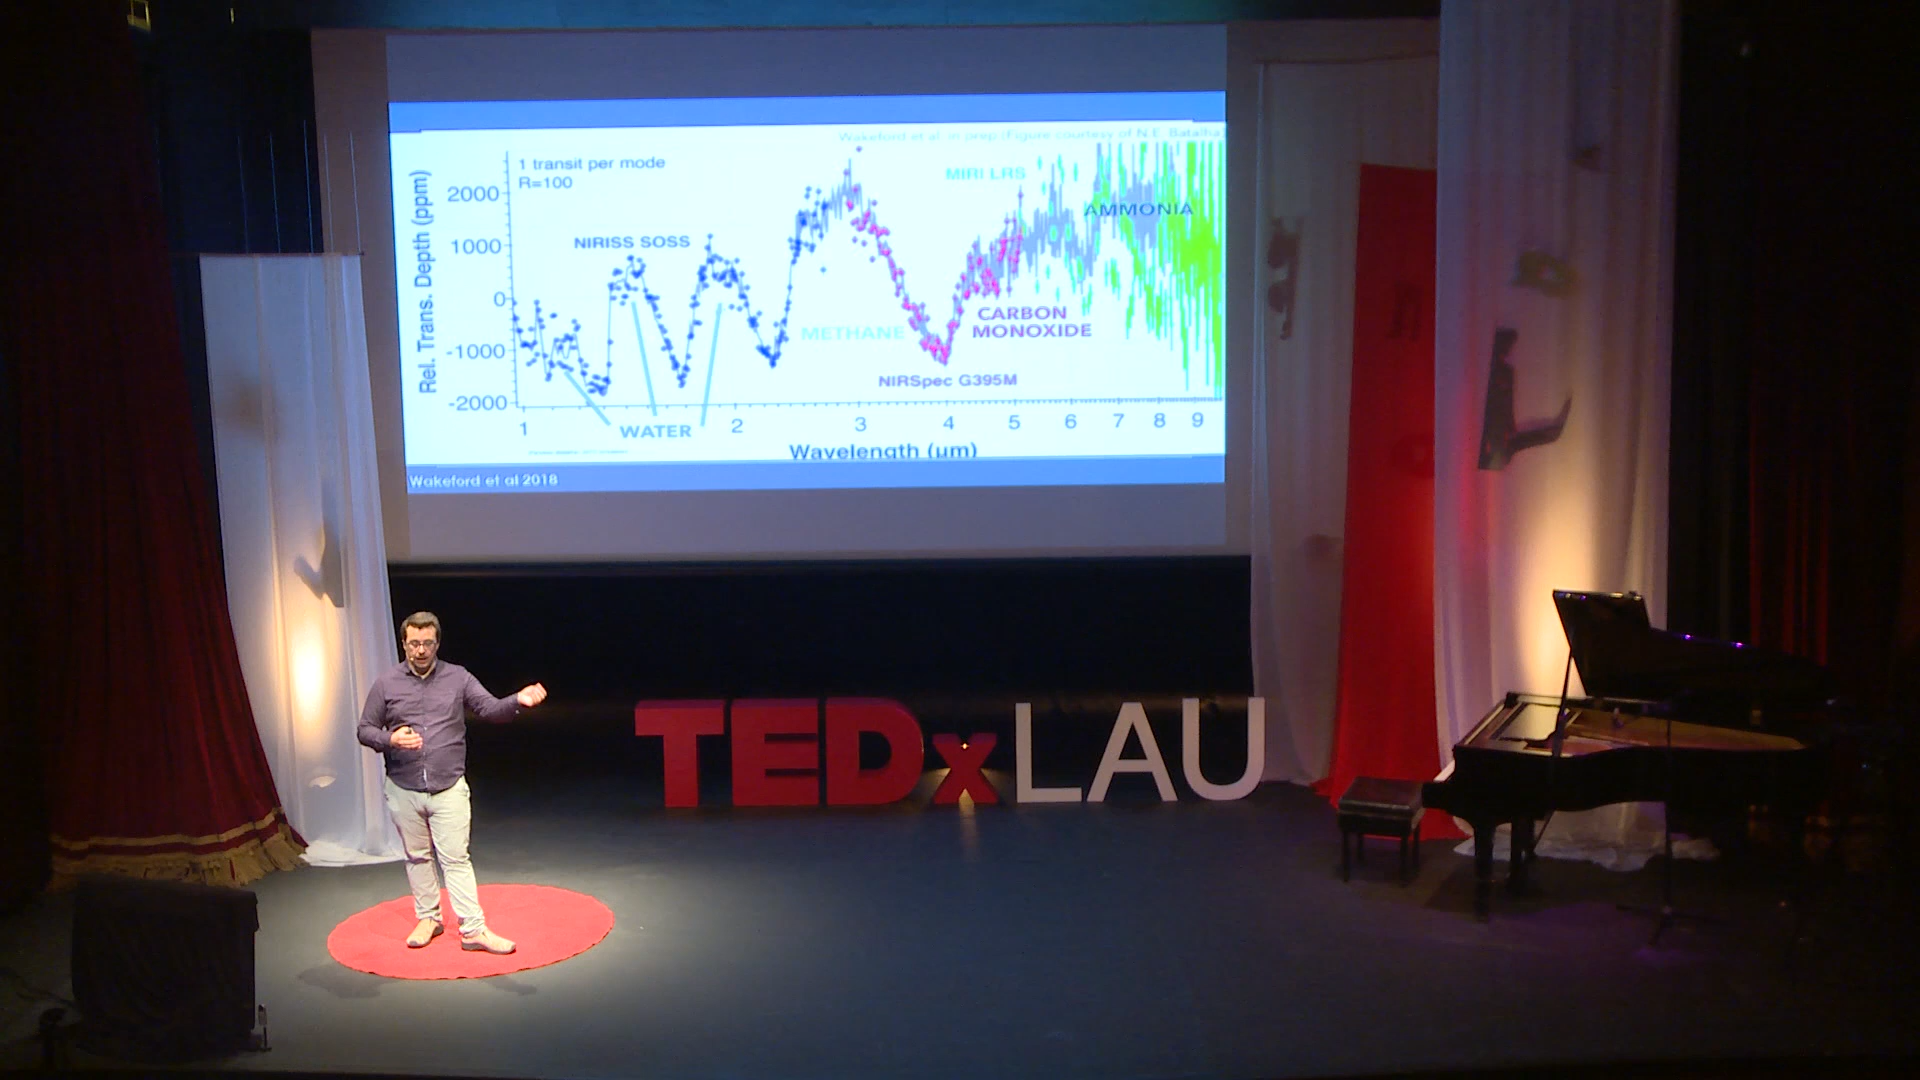 Wakeford et al. in prep (Figure courtesy of N.E. Batalha)
1 transit per mode
R=100
MIRI LRS
2000
AMMONIA
NIRISS SOSS
1000
Rel. Trans. Depth (ppm)
0
CARBON
MONOXIDE
METHANE
-1000
NIRSpec G395M
-2000
1 2 3 4 5 6 7 8 9
WATER
Wavelength (μm)
Wakeford et al 2018
TEDxLAU